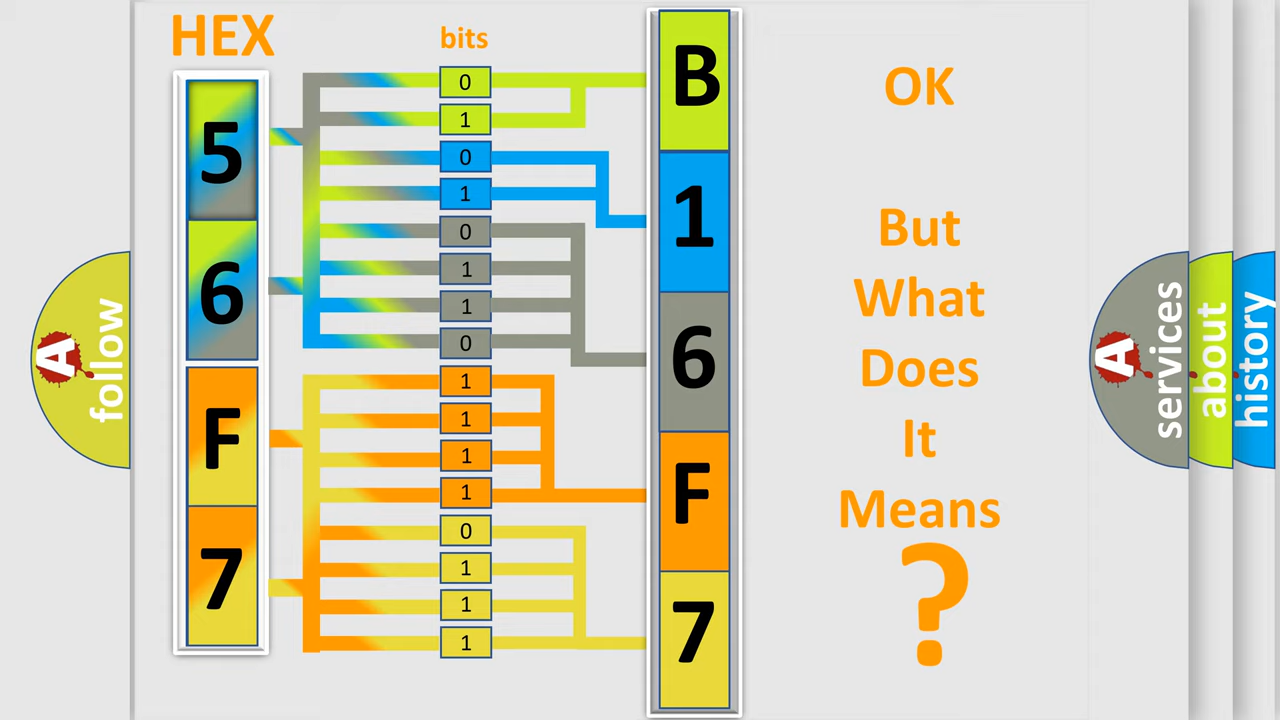 HEX
bits
5
6
F
7
0
1
0
1
0
1
1
0
1
1
1
1
0
1
1
1
B
1
6
F
7
OK
But
What
Does
It
Means
?
A
follow
A
services
about
history